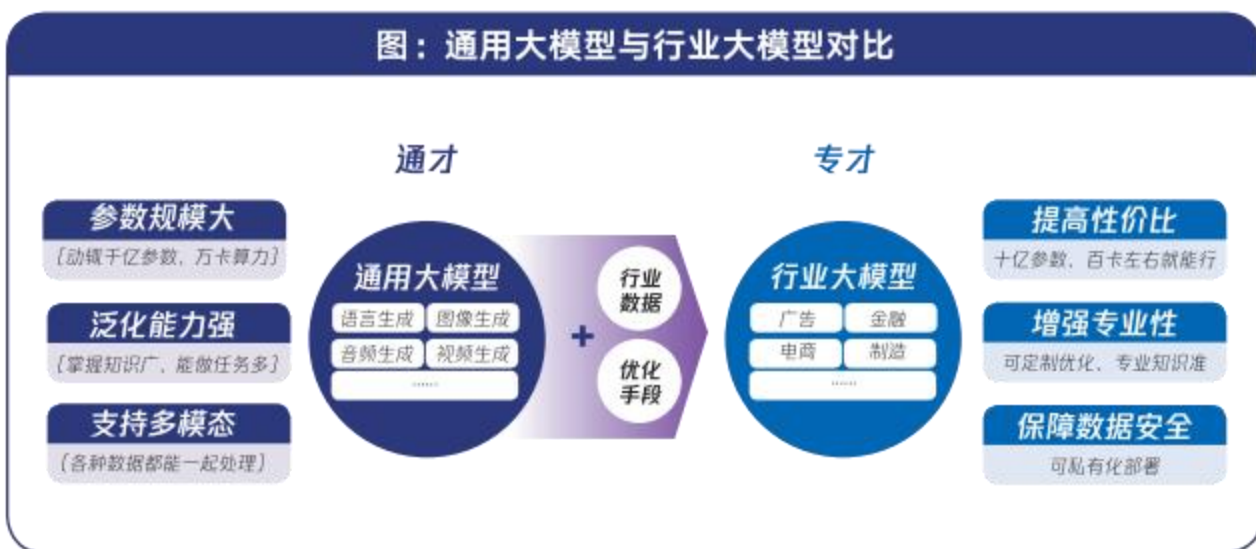 图：通用大模型与行业大模型对比
通才
参数规模大
[动辄千亿参数、万卡算力]
泛化能力强
[掌握知识广、能做任务多]
支持多模态
[各种数据都能一起处理]
通用大模型
语言生成 图像生成
音频生成 视频生成
......
+
行业
数据
优化
手段
专才
行业大模型
广告 金融
电商 制造
......
提高性价比
十亿参数、百卡左右就能行
增强专业性
可定制优化、专业知识准
保障数据安全
可私有化部署